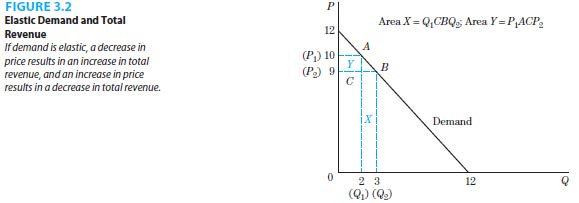 FIGURE 3.2
Elastic Demand and Total
Revenue
If demand is elastic, a decrease in
price results in an increase in total
revenue, and an increase in price
results in a decrease in total revenue.
P
Area X = Q₁CBQ₂; Area Y = P₁ACP₂
12
A
(P₁) 10
Y
(P₂) 9
B
C
X
Demand
0
2 3
12
Q
(Q₁) (Q₂)